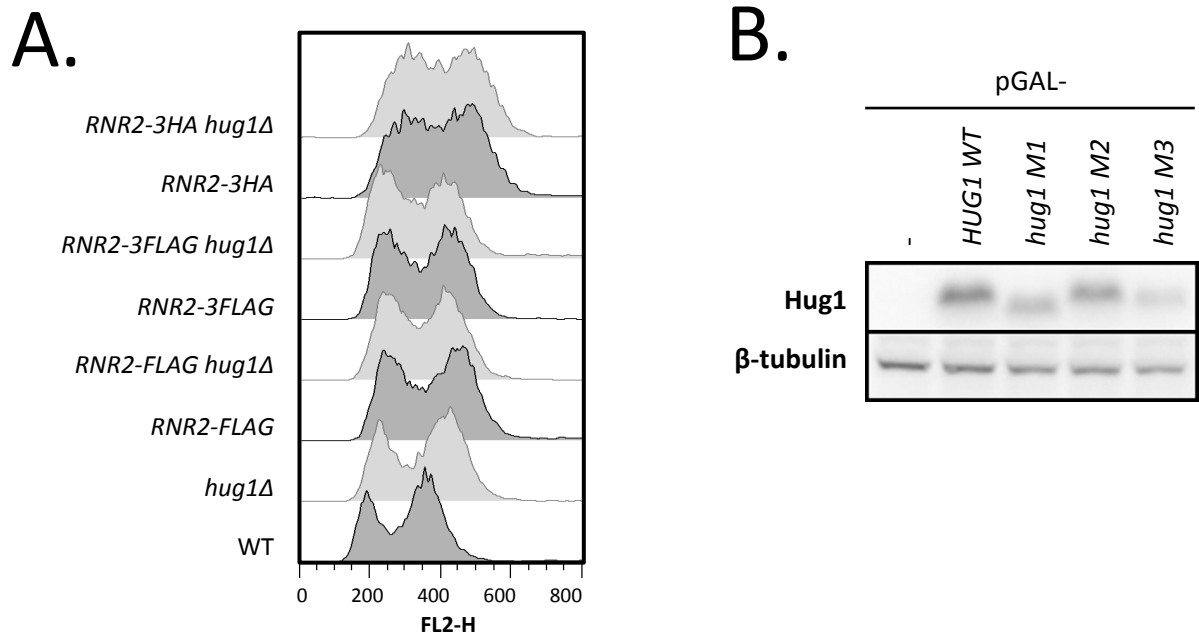 A.
RNR2-3HA hug1Δ
RNR2-3HA
RNR2-3FLAG hug1Δ
RNR2-3FLAG
RNR2-FLAG hug1Δ
RNR2-FLAG
hug1Δ
WT
0 200 400 600 800
FL2-H
B.
pGAL-
- HUG1 WT hug1 M1 hug1 M2 hug1 M3
Hug1
β-tubulin